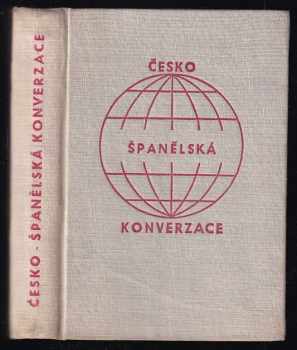 ČESKO - ŠPANĚLSKÁ KONVERZACE
ČESKO
ŠPANĚLSKÁ
KONVERZACE